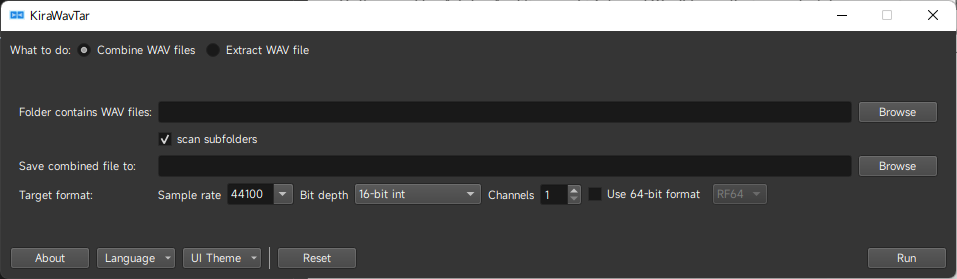 KiraWavTar
What to do: Combine WAV files Extract WAV file
Folder contains WAV files: Browse
scan subfolders
Save combined file to: Browse
Target format: Sample rate 44100 Bit depth 16-bit int Channels 1 Use 64-bit format RF64
About Language UI Theme Reset Run